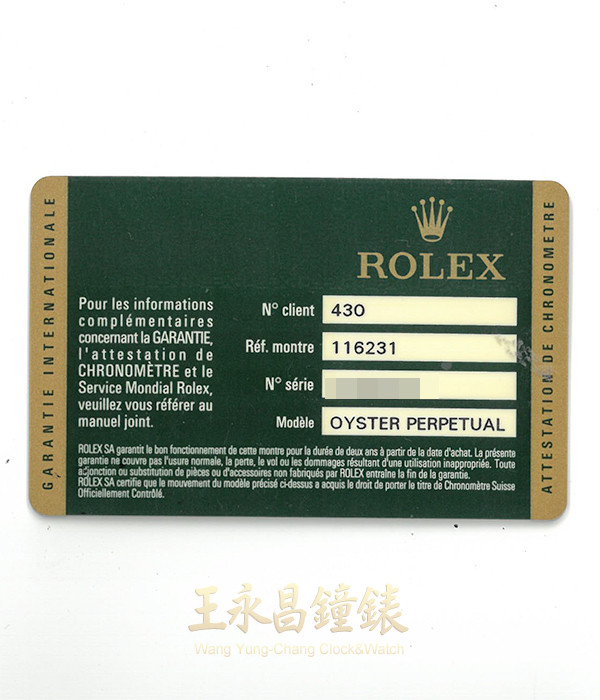 GARANTIE INTERNATIONALE
ROLEX
ATTESTATION DE CHRONOMETRE
Pour les informations
complémentaires
concernant la GARANTIE,
l'attestation de
CHRONOMÈTRE et le
Service Mondial Rolex,
veuillez vous référer au
manuel joint.
N° client 430
Réf. montre 116231
N° série
Modèle OYSTER PERPETUAL
ROLEX SA garantit le bon fonctionnement de cette montre pour la durée de deux ans à partir de la date d'achat. La présente
garantie ne couvre pas l'usure normale, la perte, le vol ou les dommages résultant d'une utilisation inappropriée. Toute
adjonction ou substitution de pièces ou d'accessoires non fabriqués par ROLEX entraîne la fin de la garantie.
ROLEX SA certifie que le mouvement du modèle précisé ci-dessus a acquis le droit de porter le titre de Chronomètre Suisse
Officiellement Contrôlé.
王永昌鐘錶
Wang Yung-Chang Clock&Watch